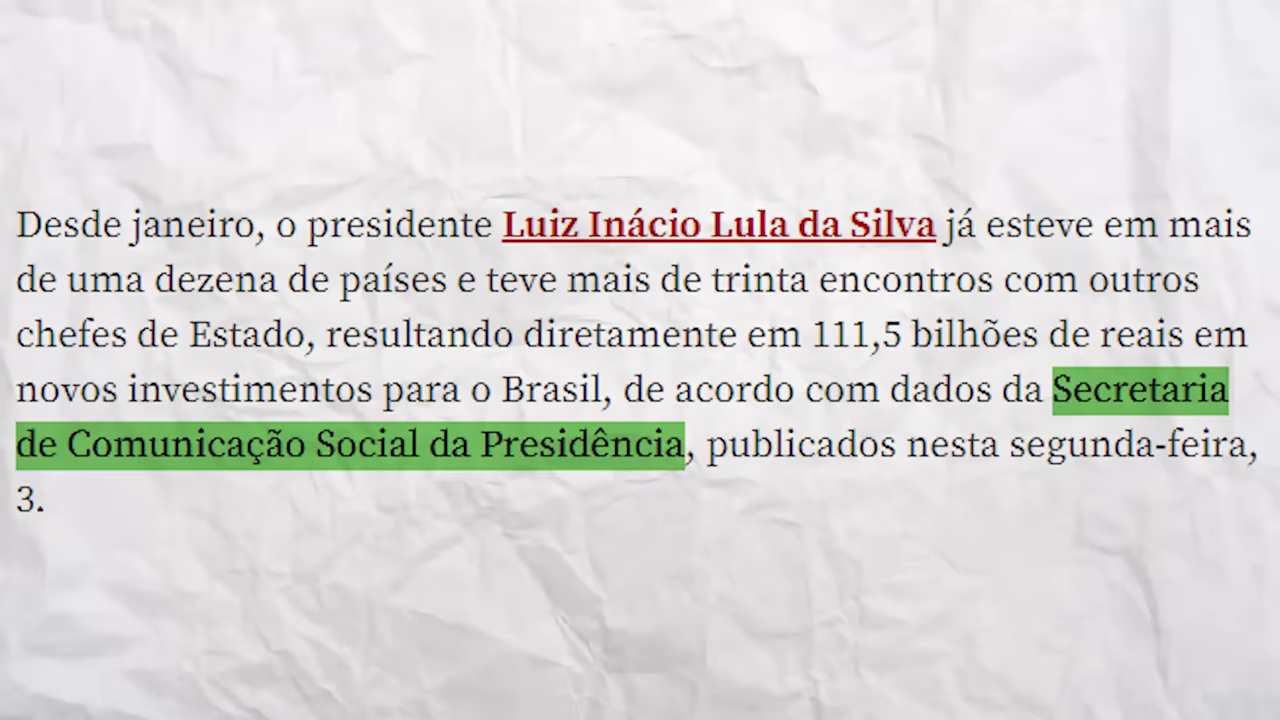 Desde janeiro, o presidente Luiz Inácio Lula da Silva já esteve em mais
de uma dezena de países e teve mais de trinta encontros com outros
chefes de Estado, resultando diretamente em 111,5 bilhões de reais em
novos investimentos para o Brasil, de acordo com dados da Secretaria
de Comunicação Social da Presidência, publicados nesta segunda-feira,
3.